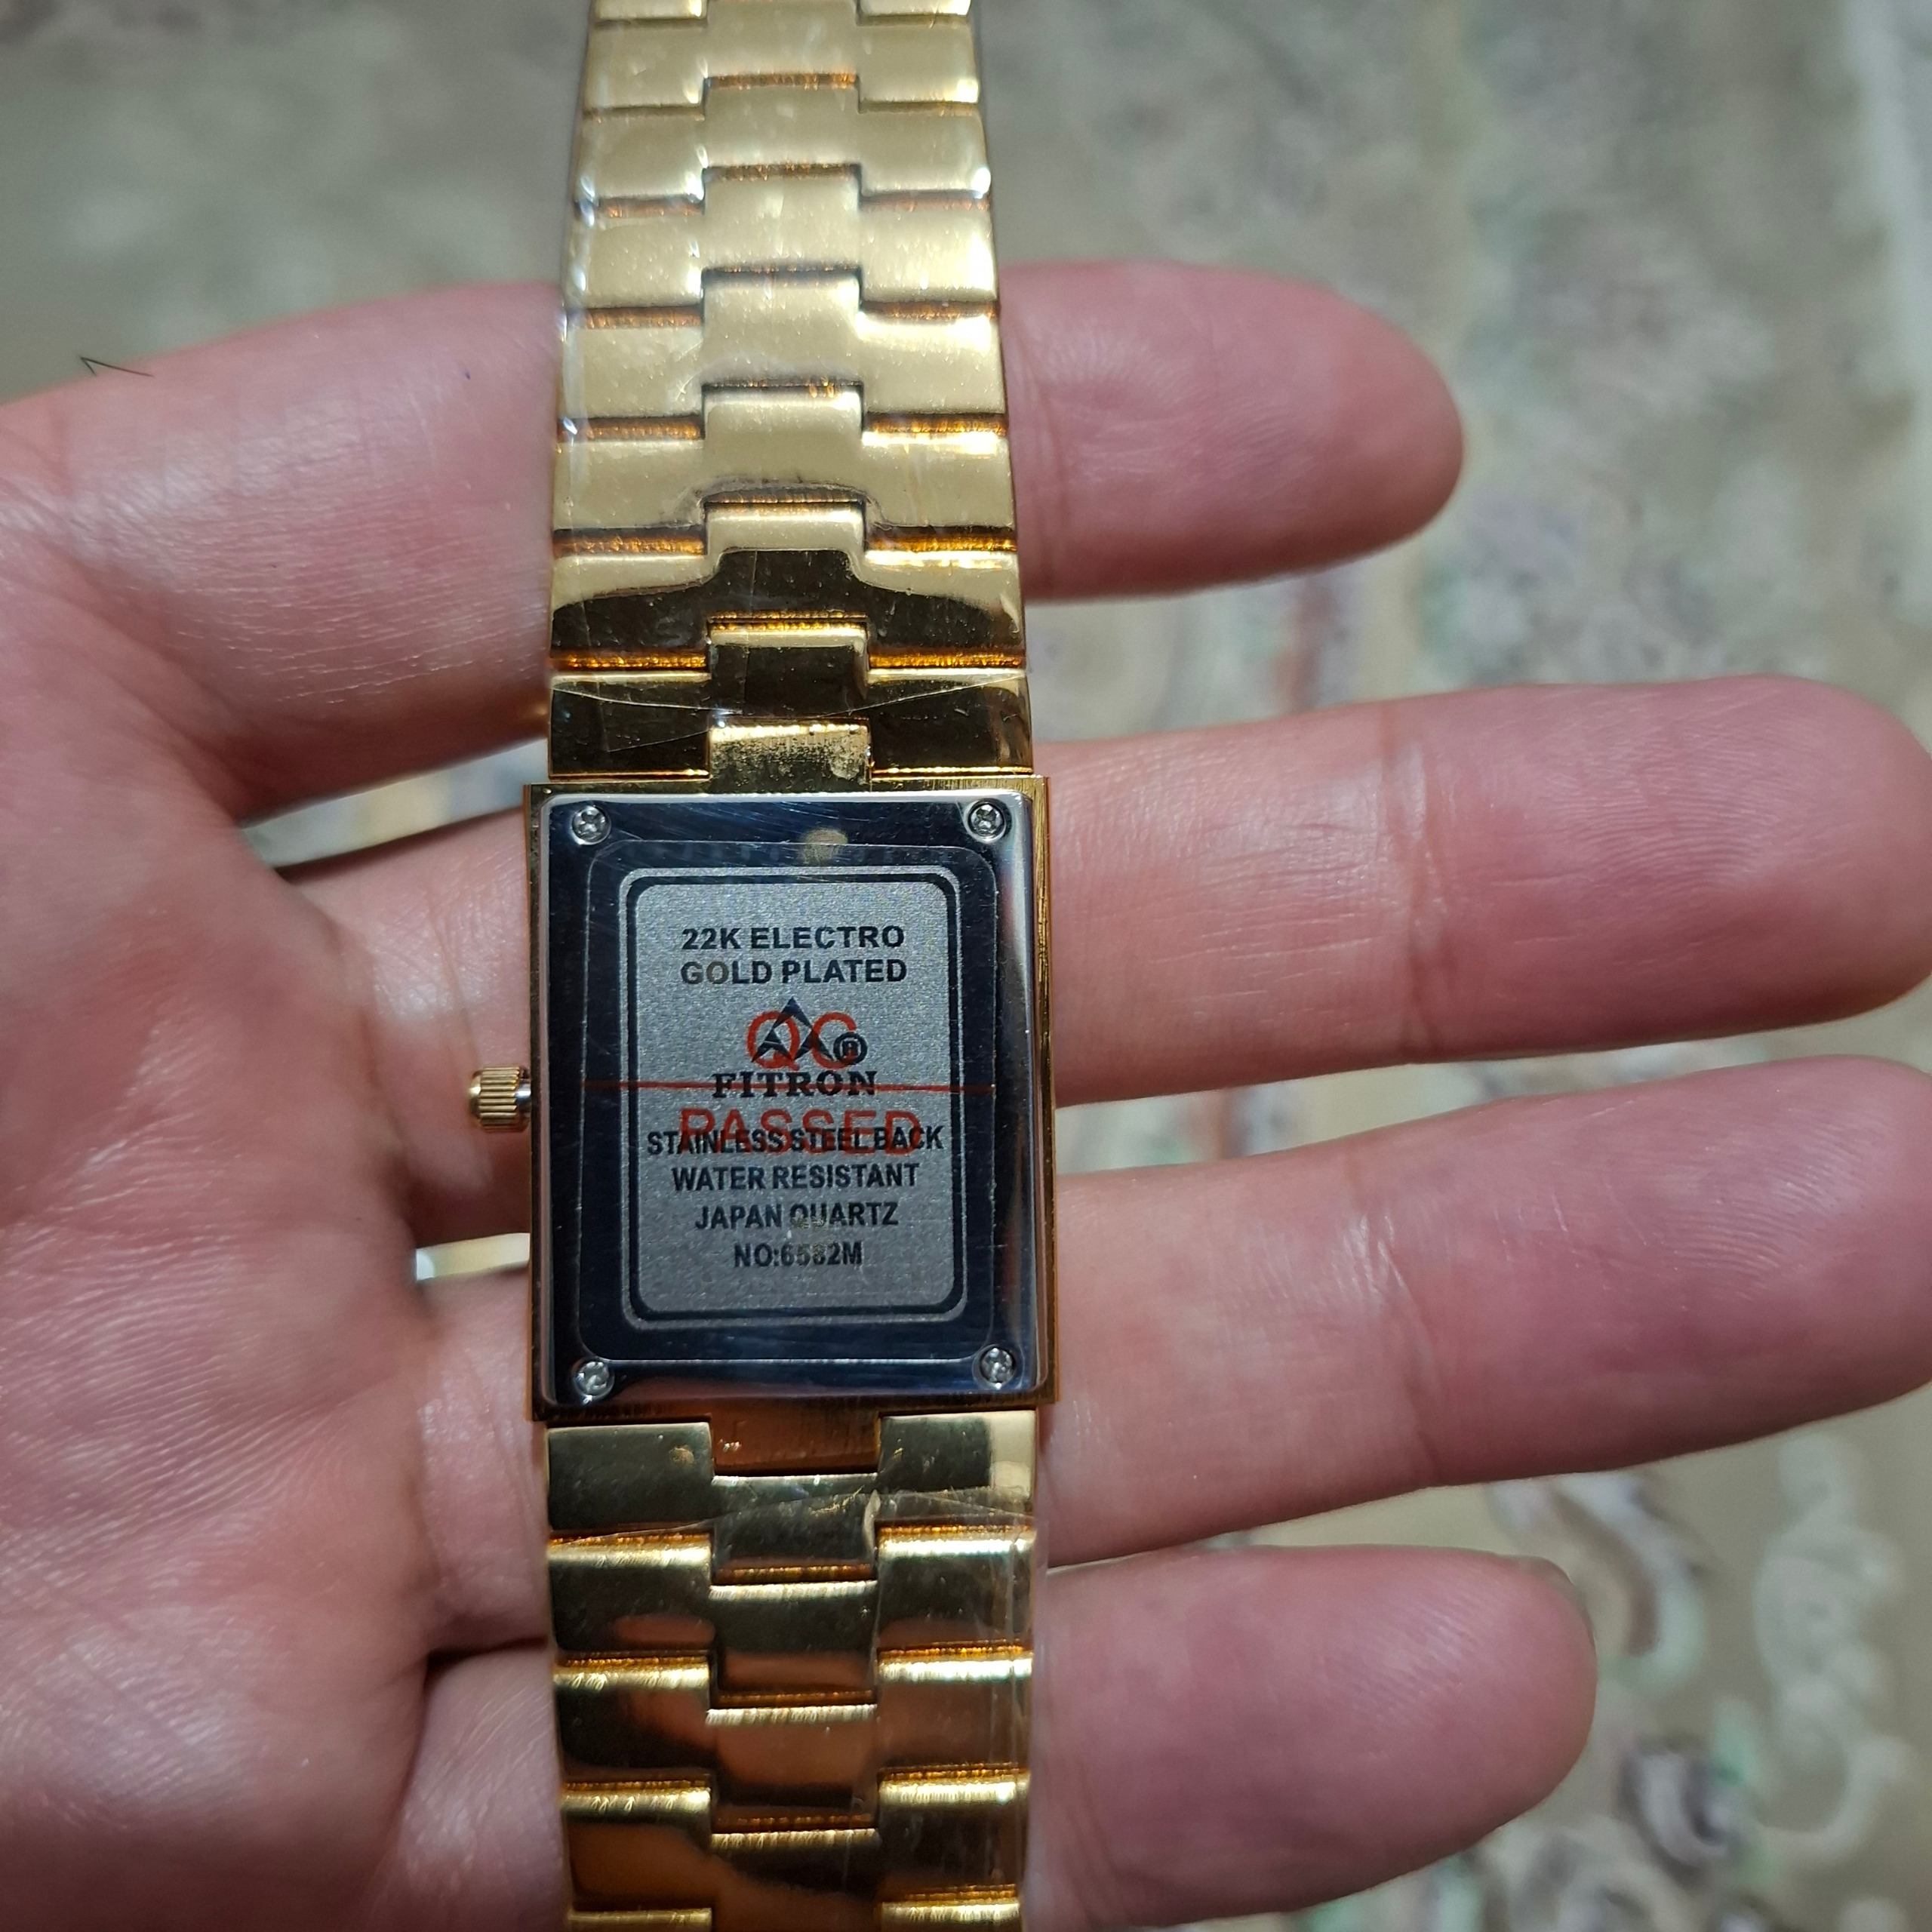 22K ELECTRO
GOLD PLATED
QC
FITRON
PASSED
STAINLESS STEEL BACK
WATER RESISTANT
JAPAN QUARTZ
NO:6582M